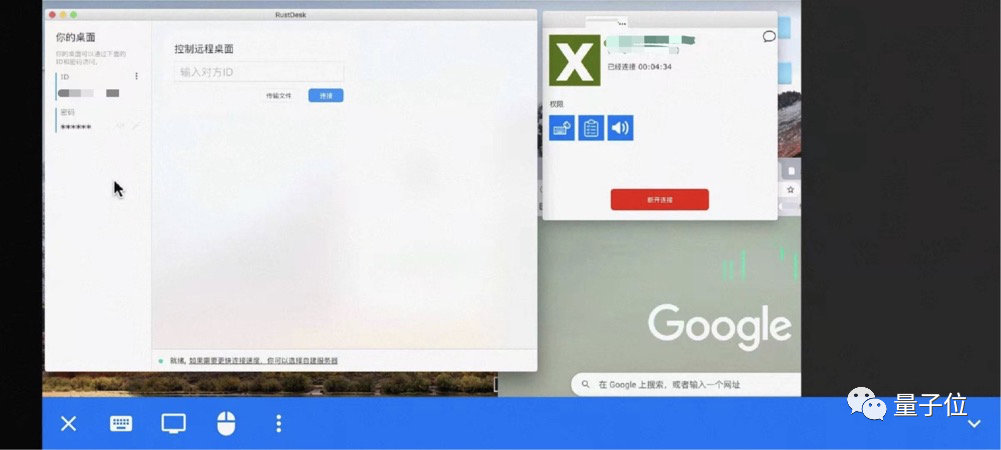 RustDesk
你的桌面
你的桌面可以通过下面的
ID和密码访问。
ID
密码
******
控制远程桌面
输入对方ID
传输文件
连接
就绪, 如果需要更快连接速度，你可以选择自建服务器
X
已经连接 00:04:34
权限
断开连接
Google
在 Google 上搜索，或者输入一个网址
量子位